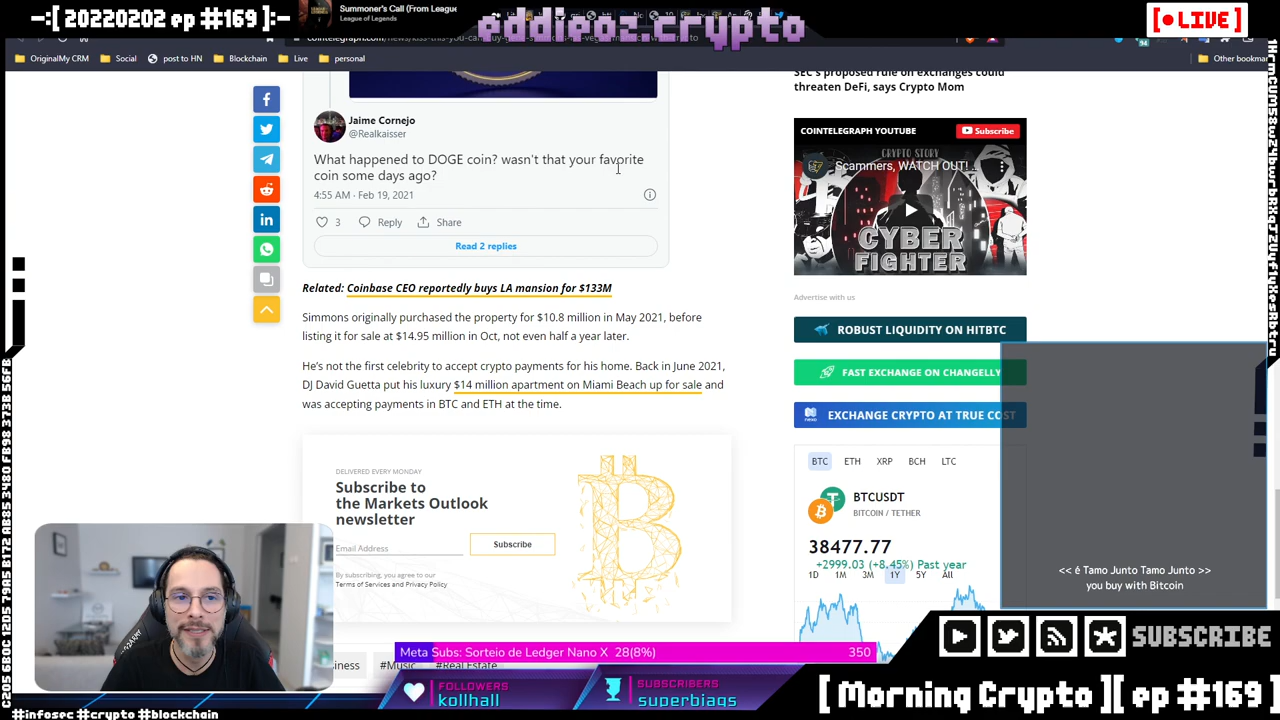 -:[ 20220202 ep #169 ]:-
Summoner's Call (From League
League of Legends
eddieoz.crypto
[•LIVE]
OriginalMy CRM
Social
post to HN
Blockchain
Live
personal
Other bookmar
Jaime Cornejo
@Realkaisser
What happened to DOGE coin? wasn't that your favorite
coin some days ago?
4:55 AM · Feb 19, 2021
3
Reply
Share
Read 2 replies
Related: Coinbase CEO reportedly buys LA mansion for $133M
Simmons originally purchased the property for $10.8 million in May 2021, before
listing it for sale at $14.95 million in Oct, not even half a year later.
He's not the first celebrity to accept crypto payments for his home. Back in June 2021,
DJ David Guetta put his luxury $14 million apartment on Miami Beach up for sale and
was accepting payments in BTC and ETH at the time.
DELIVERED EVERY MONDAY
Subscribe to
the Markets Outlook
newsletter
Email Address
Subscribe
By subscribing, you agree to our
Terms of Services and Privacy Policy
#Music
#Real Estate
SEC's proposed rule on exchanges could
threaten DeFi, says Crypto Mom
COINTELEGRAPH YOUTUBE
Subscribe
CRYPTO STORY
Scammers, WATCH OUT! ...
CYBER
FIGHTER
Advertise with us
ROBUST LIQUIDITY ON HITBTC
FAST EXCHANGE ON CHANGELLY
EXCHANGE CRYPTO AT TRUE COST
BTC ETH XRP BCH LTC
BTCUSDT
BITCOIN / TETHER
38477.77
+2999.03 (+8.45%) Past year
1D 1M 3M 1Y 5Y All
<< é Tamo Junto Tamo Junto >>
you buy with Bitcoin
Meta Subs: Sorteio de Ledger Nano X 28(8%) 350
FOLLOWERS
kollhall
SUBSCRIBERS
superbiags
SUBSCRIBE
[ Morning Crypto ][ ep #169 ]
#infosec #crypto #blockchain